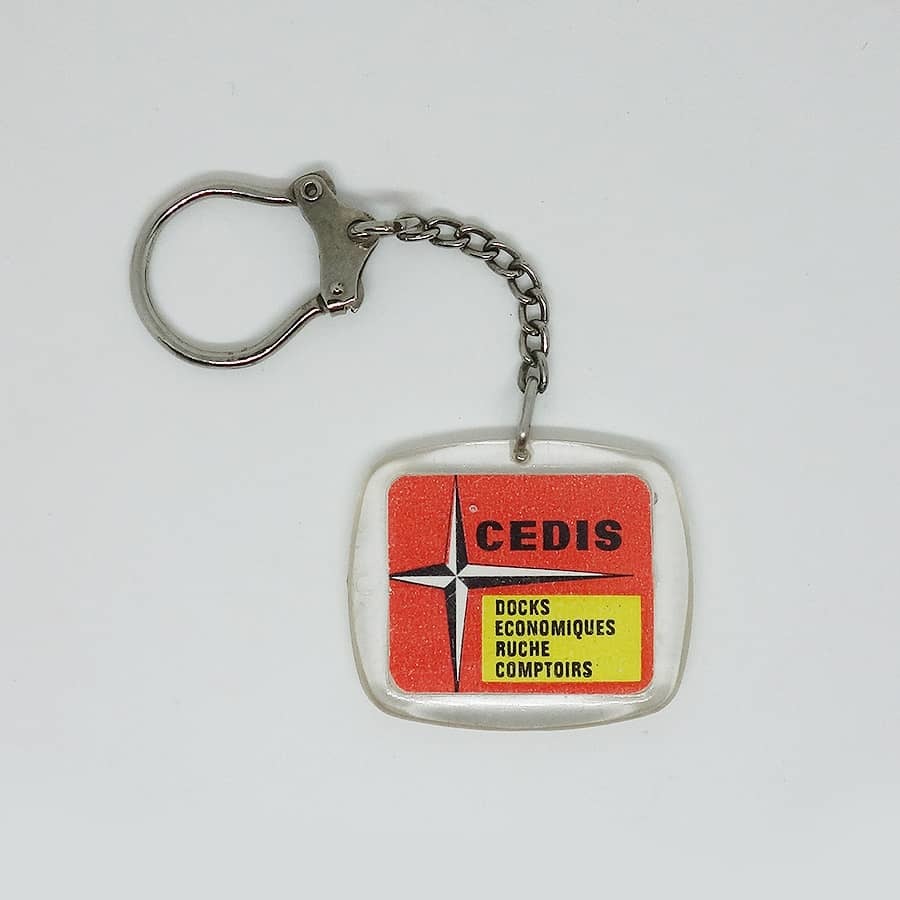 CEDIS
DOCKS
ECONOMIQUES
RUCHE
COMPTOIRS